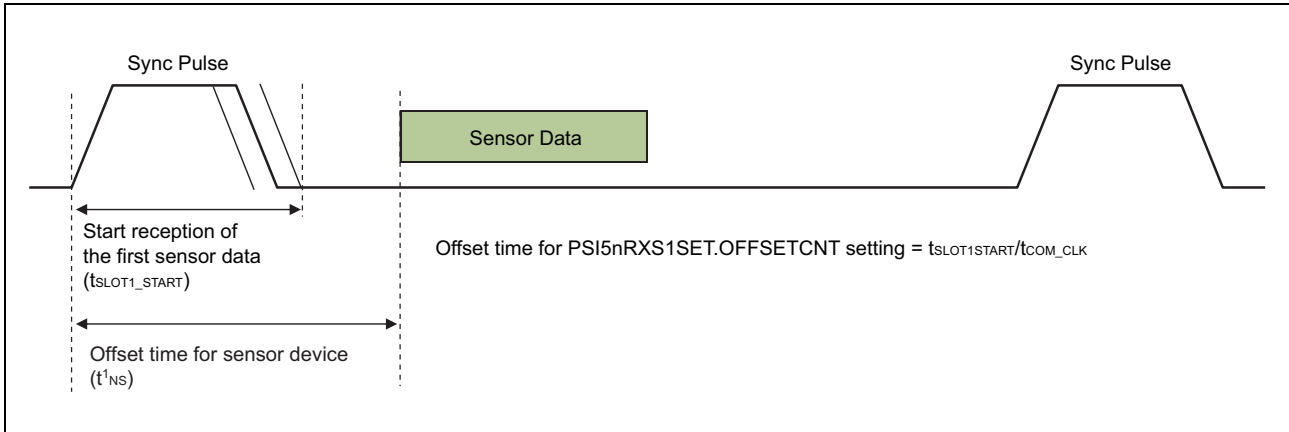 Sync Pulse
Sync Pulse
Sensor Data
Start reception of
the first sensor data
(tSLOT1_START)
Offset time for PSI5nRXS1SET.OFFSETCNT setting = tSLOT1START/tCOM_CLK
Offset time for sensor device
(t1NS)